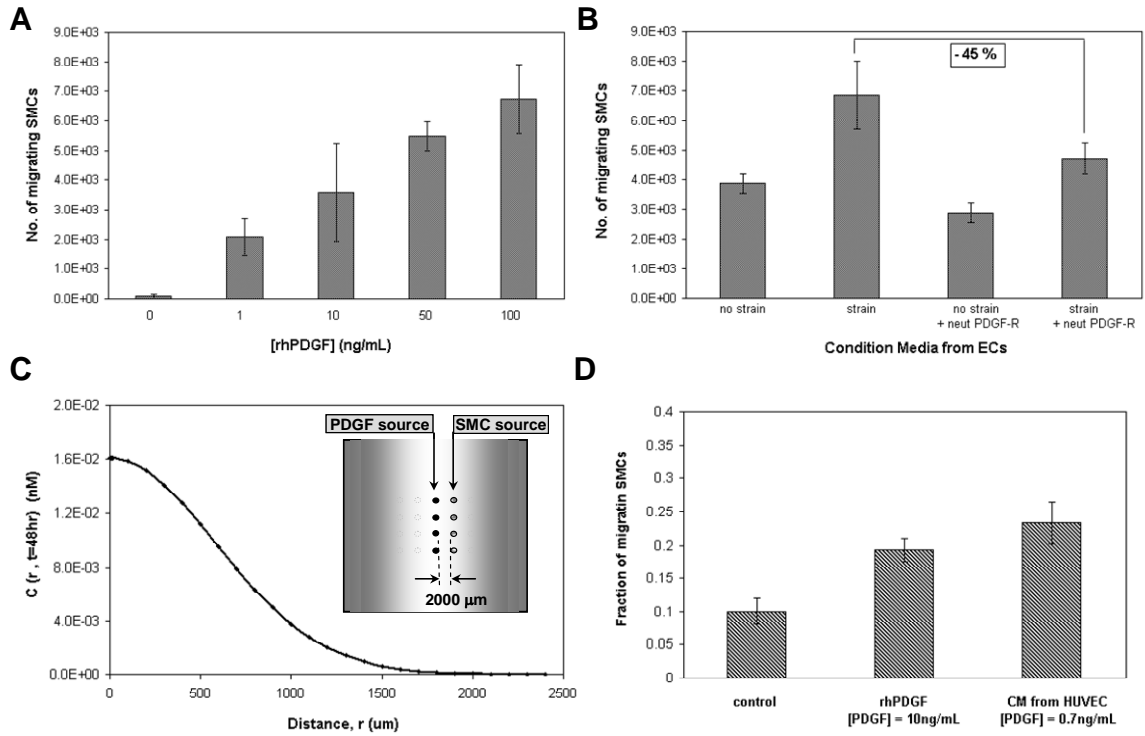 A
9.0E+03
8.0E+03
7.0E+03
6.0E+03
5.0E+03
4.0E+03
3.0E+03
2.0E+03
1.0E+03
0.0E+00
No. of migrating SMCs
0 1 10 50 100
[rhPDGF] (ng/mL)
B
9.0E+03
8.0E+03
7.0E+03
6.0E+03
5.0E+03
4.0E+03
3.0E+03
2.0E+03
1.0E+03
0.0E+00
No. of migrating SMCs
- 45 %
no strain strain no strain strain
+ neut PDGF-R + neut PDGF-R
Condition Media from ECs
C
2.0E-02
1.6E-02
1.2E-02
8.0E-03
4.0E-03
0.0E+00
C (r , t=48hr) (nM)
PDGF source SMC source
2000 μm
0 500 1000 1500 2000 2500
Distance, r (um)
D
0.4
0.35
0.3
0.25
0.2
0.15
0.1
0.05
0
Fraction of migratin SMCs
control rhPDGF CM from HUVEC
[PDGF] = 10ng/mL [PDGF] = 0.7ng/mL